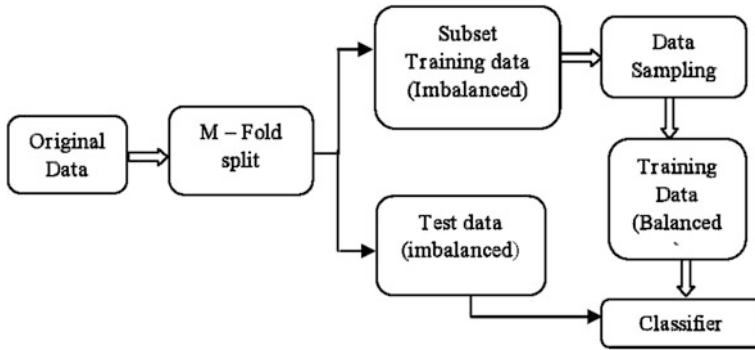 Original
Data
M – Fold
split
Subset
Training data
(Imbalanced)
Data
Sampling
Training
Data
(Balanced
Test data
(imbalanced)
Classifier